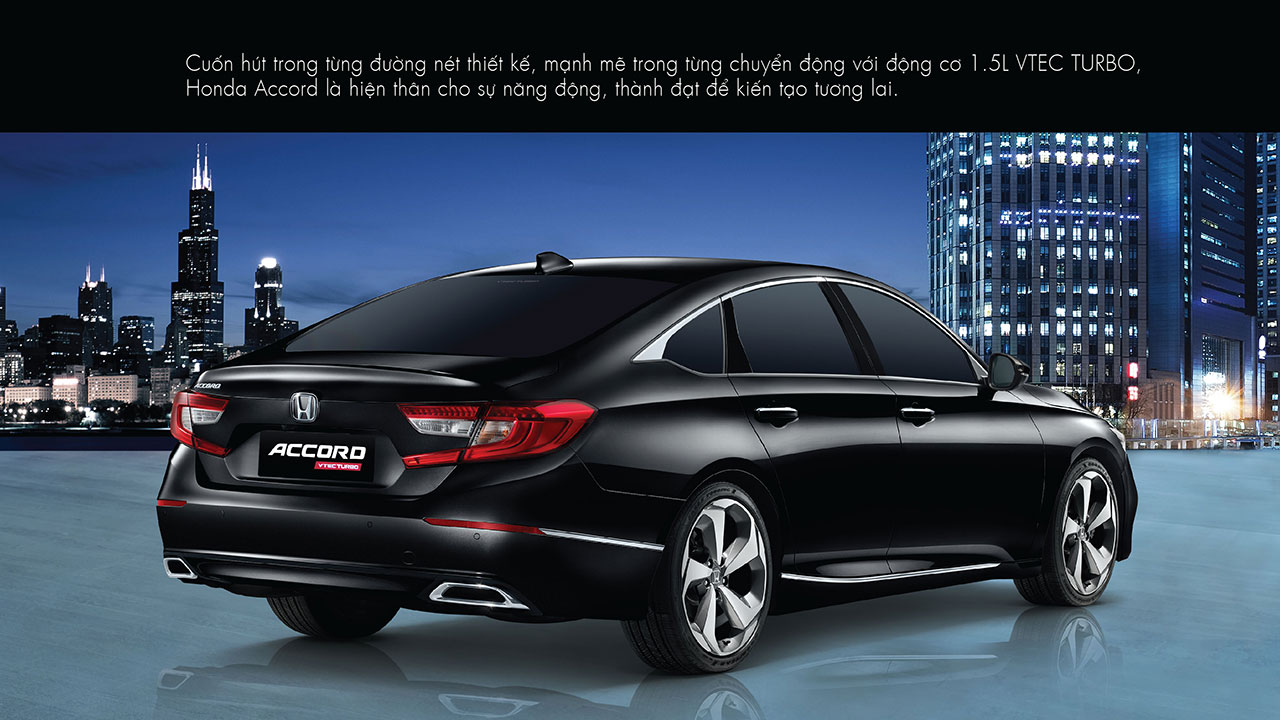 Cuốn hút trong từng đường nét thiết kế, mạnh mẽ trong từng chuyển động với động cơ 1.5L VTEC TURBO,
Honda Accord là hiện thân cho sự năng động, thành đạt để kiến tạo tương lai.
VTEC TURBO
ACCORD
ACCORD
VTEC TURBO